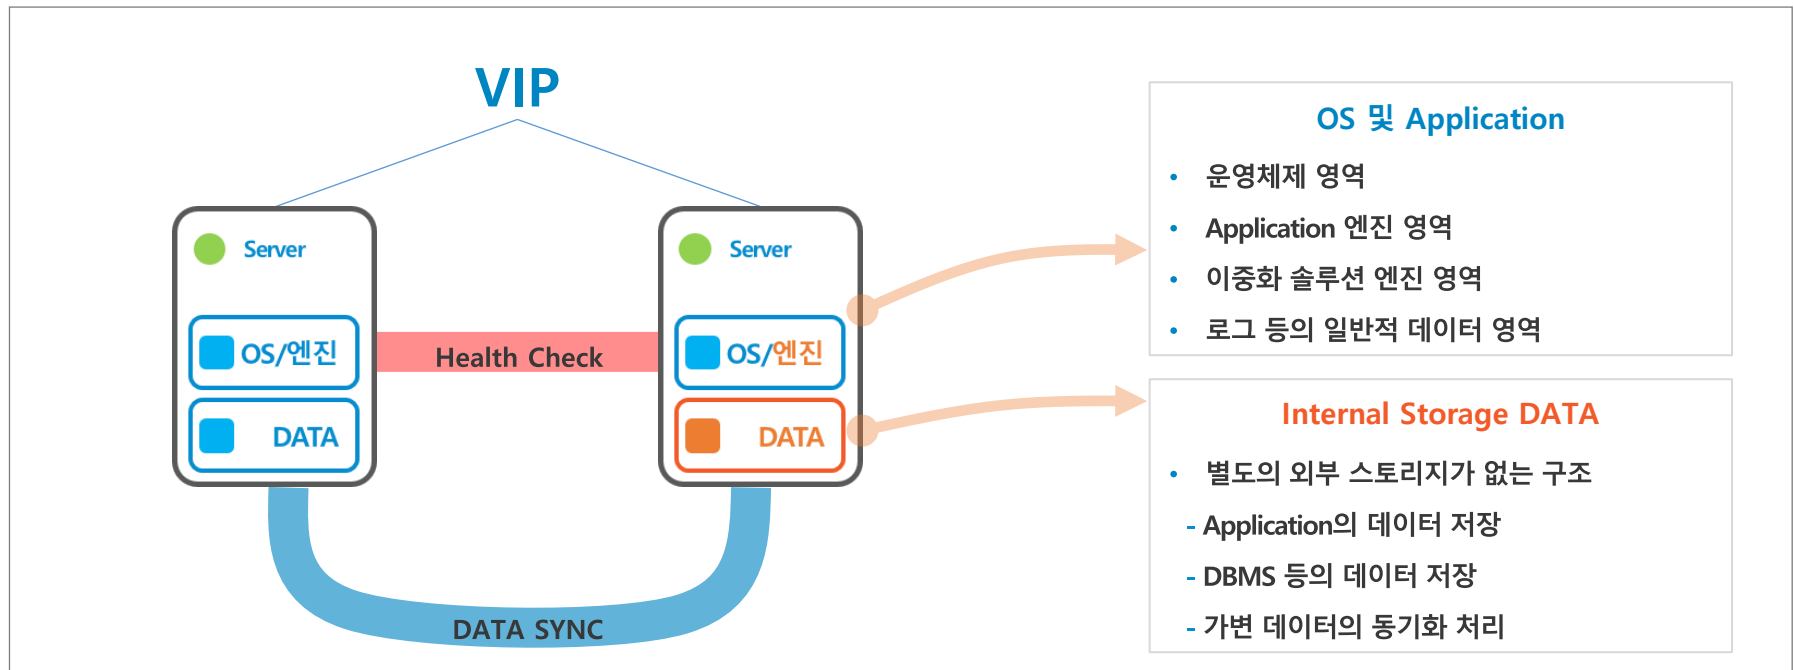 VIP
Server
OS/엔진
DATA
Health Check
Server
OS/엔진
DATA
DATA SYNC
OS 및 Application
• 운영체제 영역
• Application 엔진 영역
• 이중화 솔루션 엔진 영역
• 로그 등의 일반적 데이터 영역
Internal Storage DATA
• 별도의 외부 스토리지가 없는 구조
- Application의 데이터 저장
- DBMS 등의 데이터 저장
- 가변 데이터의 동기화 처리